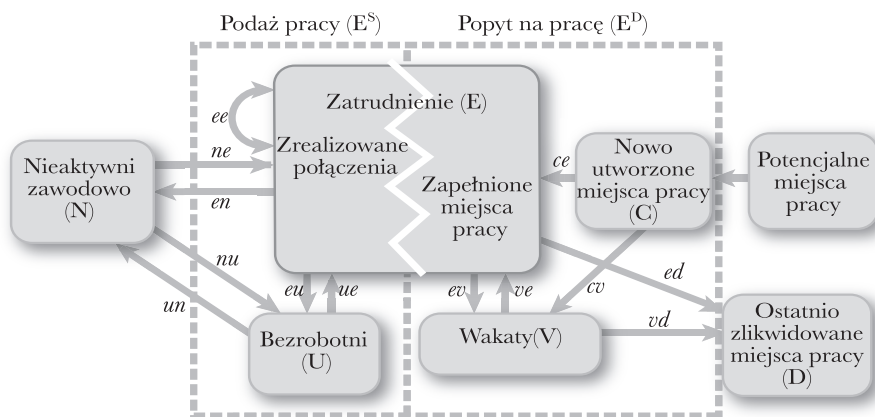 Podaż pracy (E^S)
Popyt na pracę (E^D)
Zatrudnienie (E)
ee
Zrealizowane
połączenia
Zapełnione
miejsca
pracy
Nieaktywni
zawodowo
(N)
ne
en
ce
Nowo
utworzone
miejsca pracy
(C)
Potencjalne
miejsca
pracy
nu
un
eu
ue
ev
ve
cv
ed
vd
Bezrobotni
(U)
Wakaty(V)
Ostatnio
zlikwidowane
miejsca pracy
(D)